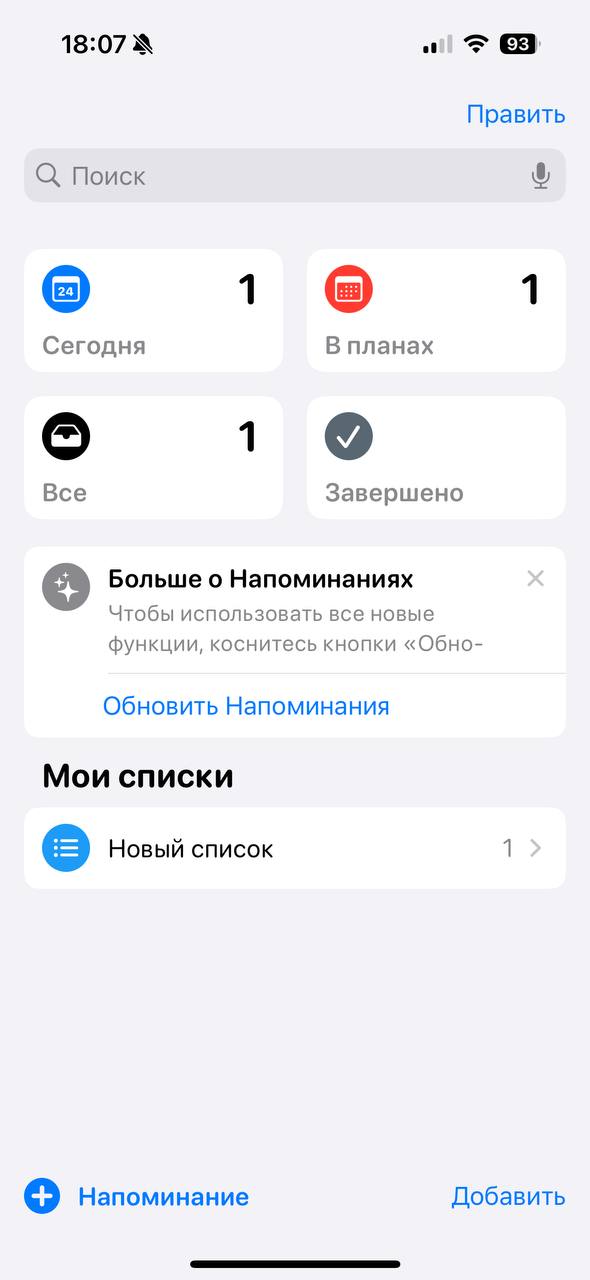 18:07
93
Править
Поиск
24
1
Сегодня
1
В планах
1
Все
Завершено
Больше о Напоминаниях
Чтобы использовать все новые
функции, коснитесь кнопки «Обно-
Обновить Напоминания
Мои списки
Новый список 1
Напоминание
Добавить